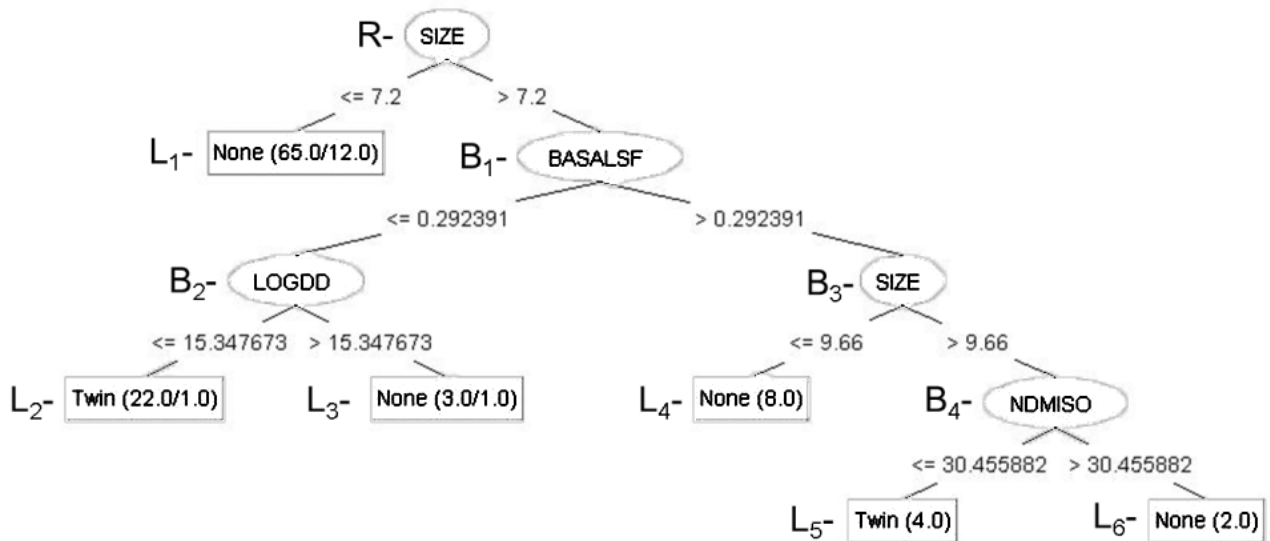 R- SIZE
<= 7.2 > 7.2
L1- None (65.0/12.0) B1- BASALSF
<= 0.292391 > 0.292391
B2- LOGDD B3- SIZE
<= 15.347673 > 15.347673 <= 9.66 > 9.66
L2- Twin (22.0/1.0) L3- None (3.0/1.0) L4- None (8.0) B4- NDMISO
<= 30.455882 > 30.455882
L5- Twin (4.0) L6- None (2.0)